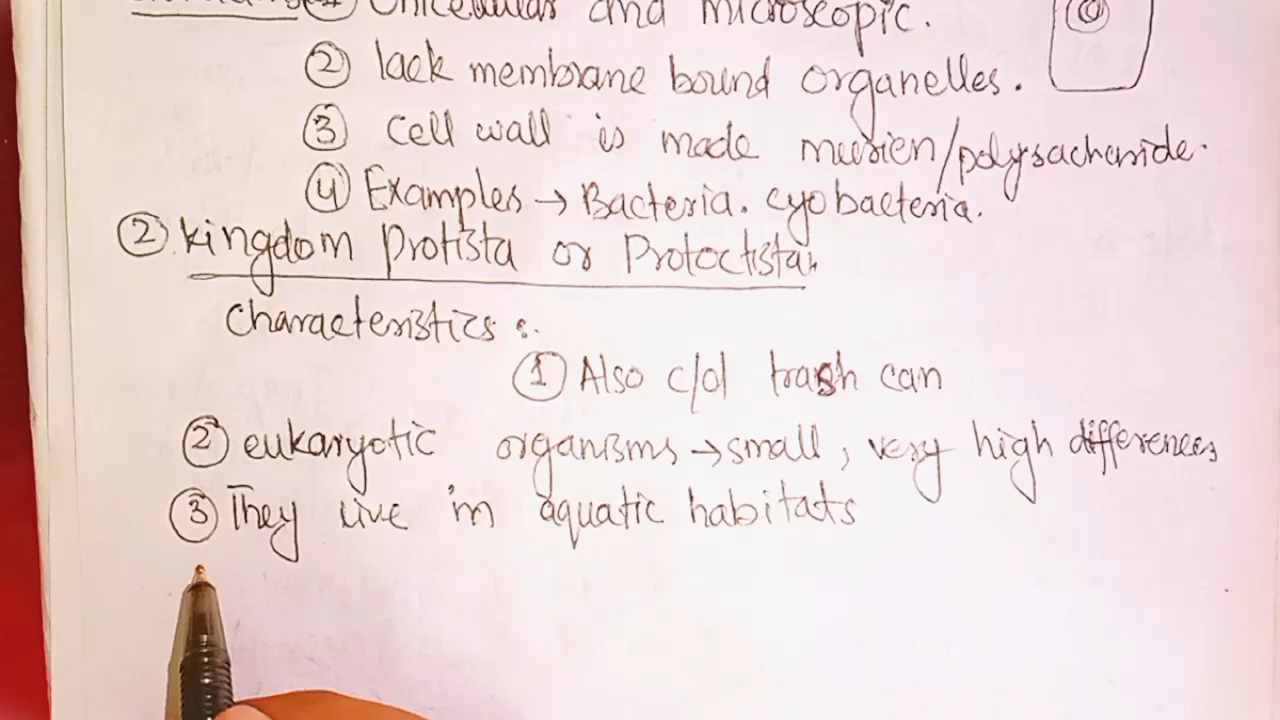 ① Unicellular and microscopic.
② lack membrane bound organelles.
③ cell wall is made murien/polysacharide.
④ Examples → Bacteria. cyobacteria.
② Kingdom Protista or Protoctista
Characteristics :
① Also c/d trash can
② eukaryotic organisms → small, very high differences
③ They live in aquatic habitats